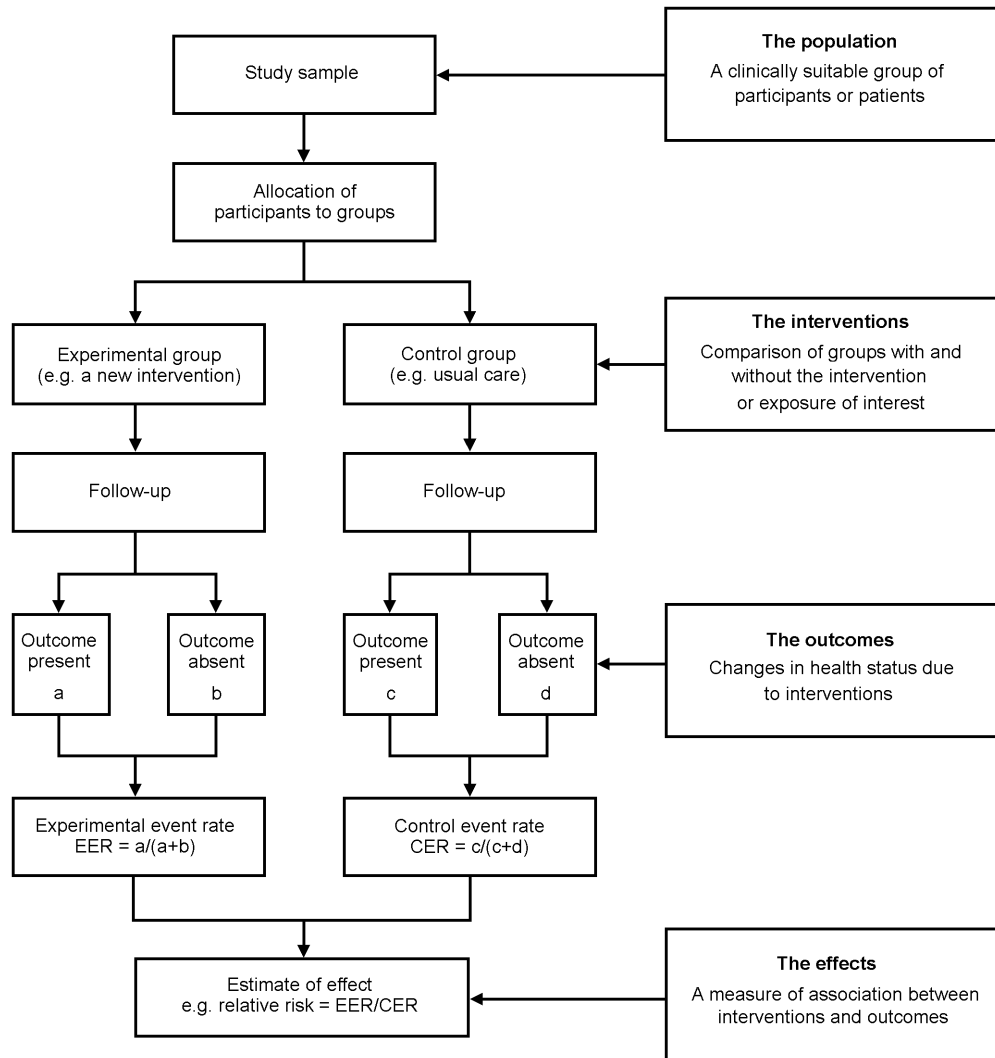 Study sample
The population
A clinically suitable group of
participants or patients
Allocation of
participants to groups
Experimental group
(e.g. a new intervention)
Control group
(e.g. usual care)
The interventions
Comparison of groups with and
without the intervention
or exposure of interest
Follow-up
Follow-up
Outcome
present
a
Outcome
absent
b
Outcome
present
c
Outcome
absent
d
The outcomes
Changes in health status due
to interventions
Experimental event rate
EER = a/(a+b)
Control event rate
CER = c/(c+d)
Estimate of effect
e.g. relative risk = EER/CER
The effects
A measure of association between
interventions and outcomes